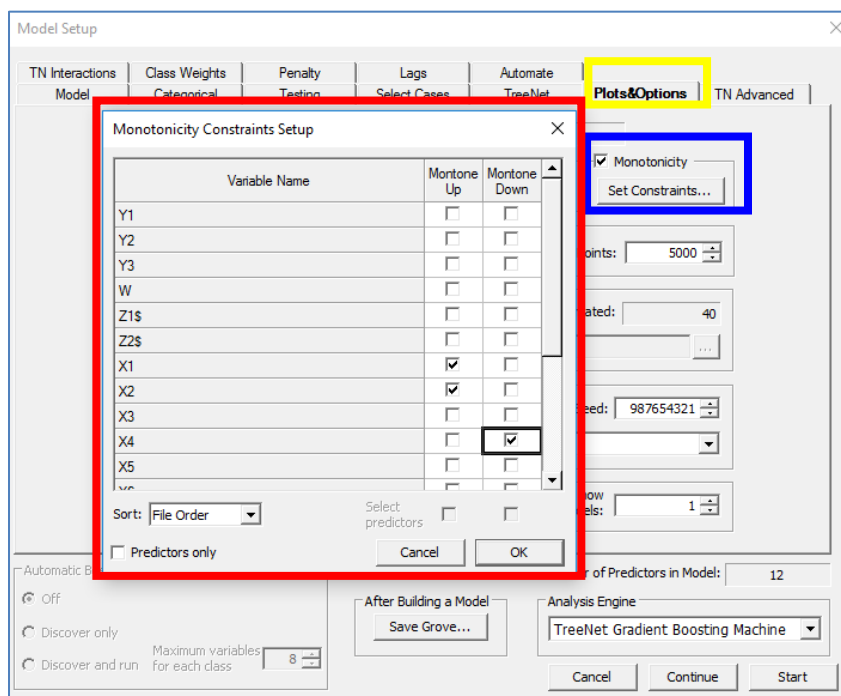 Model Setup
TN Interactions Class Weights Penalty Lags Automate
Model Categorical Testing Select Cases TreeNet Plots&Options TN Advanced
Monotonicity Constraints Setup
Monotonicity
Set Constraints...
Variable Name Montone Up Montone Down
Y1
Y2
Y3
W
Z1$
Z2$
X1
X2
X3
X4
X5
oints: 5000
ated: 40
...
eed: 987654321
els: 1
Sort: File Order
Select predictors
Predictors only
Cancel OK
Automatic B
Off
Discover only
Discover and run
Maximum variables for each class 8
After Building a Model
Save Grove...
r of Predictors in Model: 12
Analysis Engine
TreeNet Gradient Boosting Machine
Cancel Continue Start